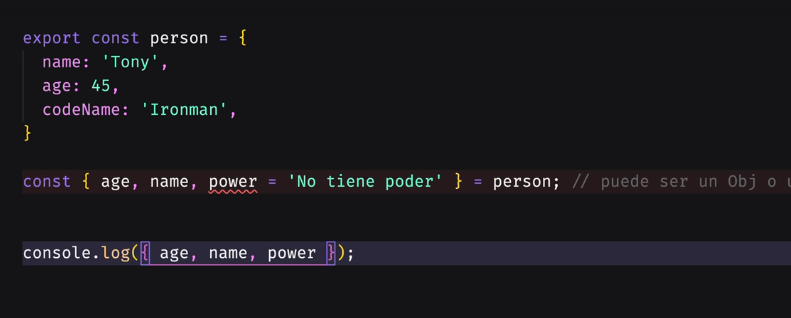 export const person = {
name: 'Tony',
age: 45,
codeName: 'Ironman',
}
const { age, name, power = 'No tiene poder' } = person; // puede ser un Obj o
console.log({ age, name, power });